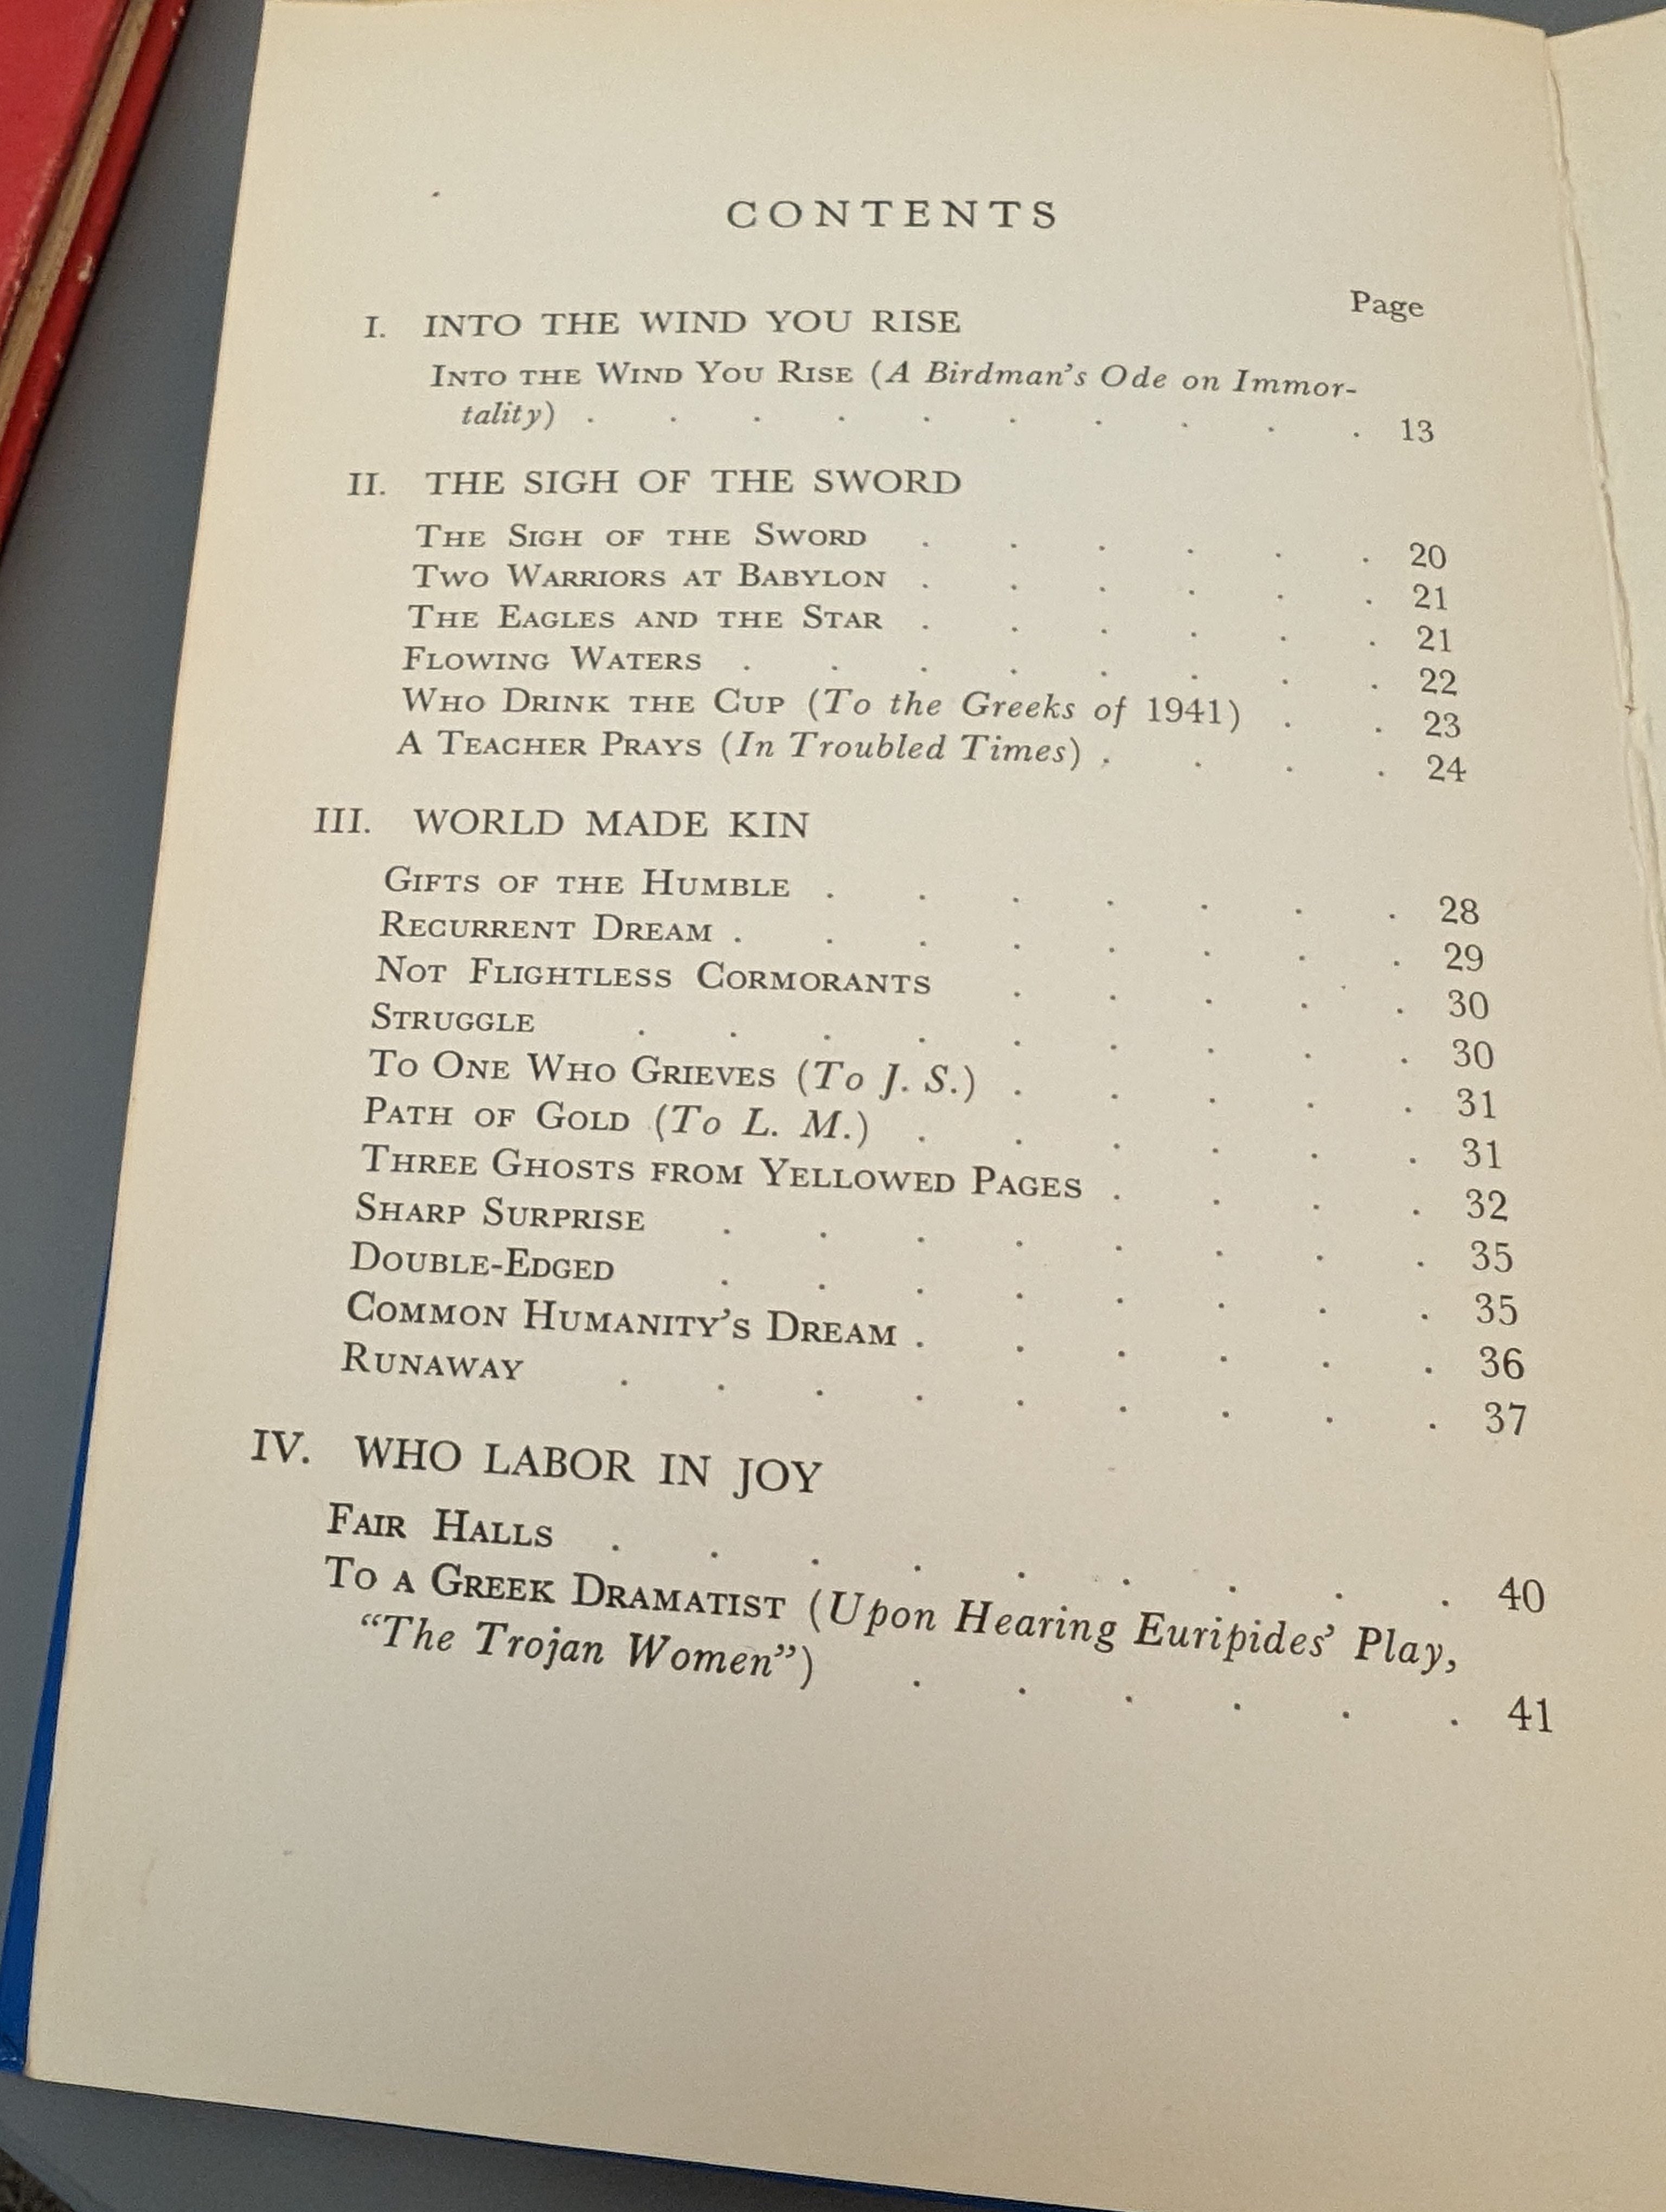 CONTENTS
Page
I. INTO THE WIND YOU RISE
INTO THE WIND YOU RISE (A Birdman's Ode on Immor-
tality) . . . . . . . . . . 13
II. THE SIGH OF THE SWORD
THE SIGH OF THE SWORD . . . . . . 20
TWO WARRIORS AT BABYLON . . . . . . 21
THE EAGLES AND THE STAR . . . . . . 21
FLOWING WATERS . . . . . . . . 22
WHO DRINK THE CUP (To the Greeks of 1941) . . 23
A TEACHER PRAYS (In Troubled Times) . . . . 24
III. WORLD MADE KIN
GIFTS OF THE HUMBLE . . . . . . . 28
RECURRENT DREAM . . . . . . . . 29
NOT FLIGHTLESS CORMORANTS . . . . . 30
STRUGGLE . . . . . . . . . 30
TO ONE WHO GRIEVES (To J. S.) . . . . . 31
PATH OF GOLD (To L. M.) . . . . . . 31
THREE GHOSTS FROM YELLOWED PAGES . . . . 32
SHARP SURPRISE . . . . . . . . 35
DOUBLE-EDGED . . . . . . . . 35
COMMON HUMANITY'S DREAM . . . . . . 36
RUNAWAY . . . . . . . . . 37
IV. WHO LABOR IN JOY
FAIR HALLS . . . . . . . . . 40
TO A GREEK DRAMATIST (Upon Hearing Euripides' Play,
"The Trojan Women") . . . . . . 41